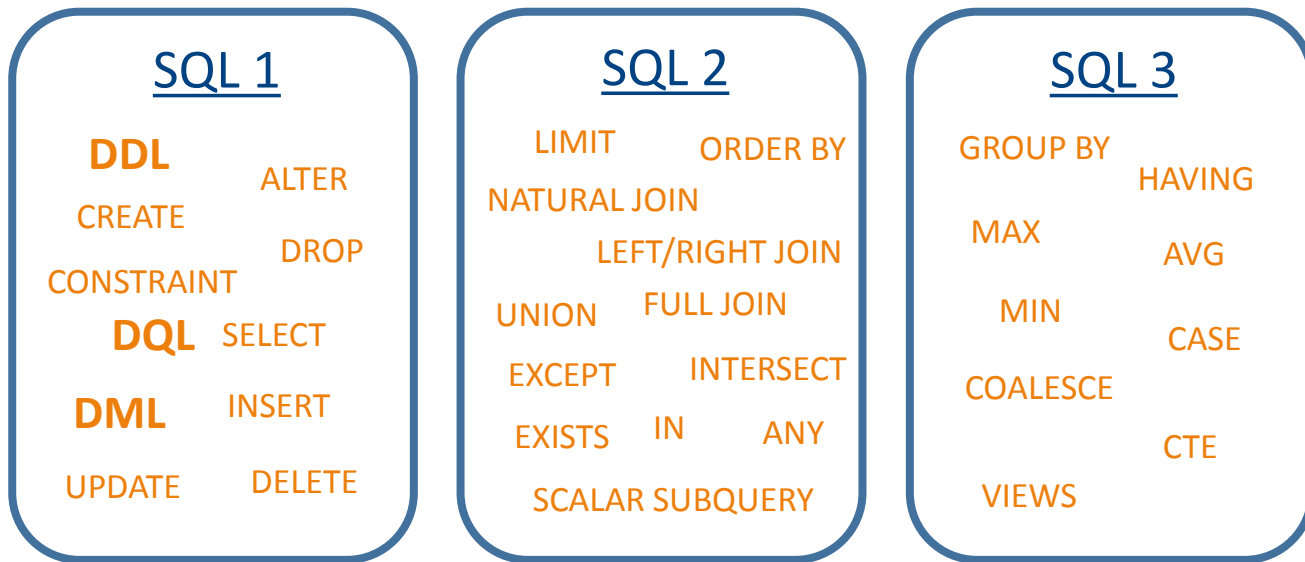 SQL 1
DDL
ALTER
CREATE
DROP
CONSTRAINT
DQL SELECT
DML INSERT
UPDATE DELETE
SQL 2
LIMIT ORDER BY
NATURAL JOIN
LEFT/RIGHT JOIN
UNION FULL JOIN
EXCEPT INTERSECT
EXISTS IN ANY
SCALAR SUBQUERY
SQL 3
GROUP BY
HAVING
MAX
AVG
MIN
CASE
COALESCE
CTE
VIEWS